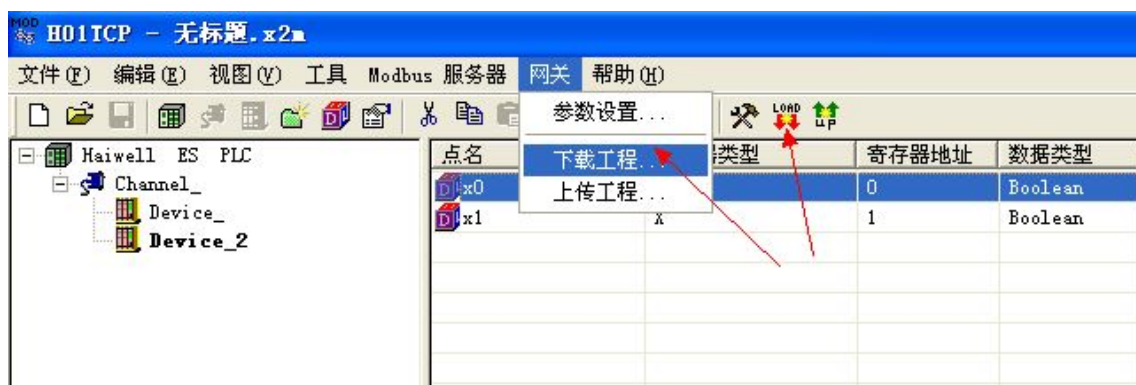 MOD H01TCP - 无标题.x2m
文件(F) 编辑(E) 视图(V) 工具 Modbus 服务器 网关 帮助(H)
参数设置...
下载工程...
上传工程...
LOAD UP
Haiwell ES PLC
Channel_
Device_
Device_2
点名 类型 寄存器地址 数据类型
x0 0 Boolean
x1 X 1 Boolean